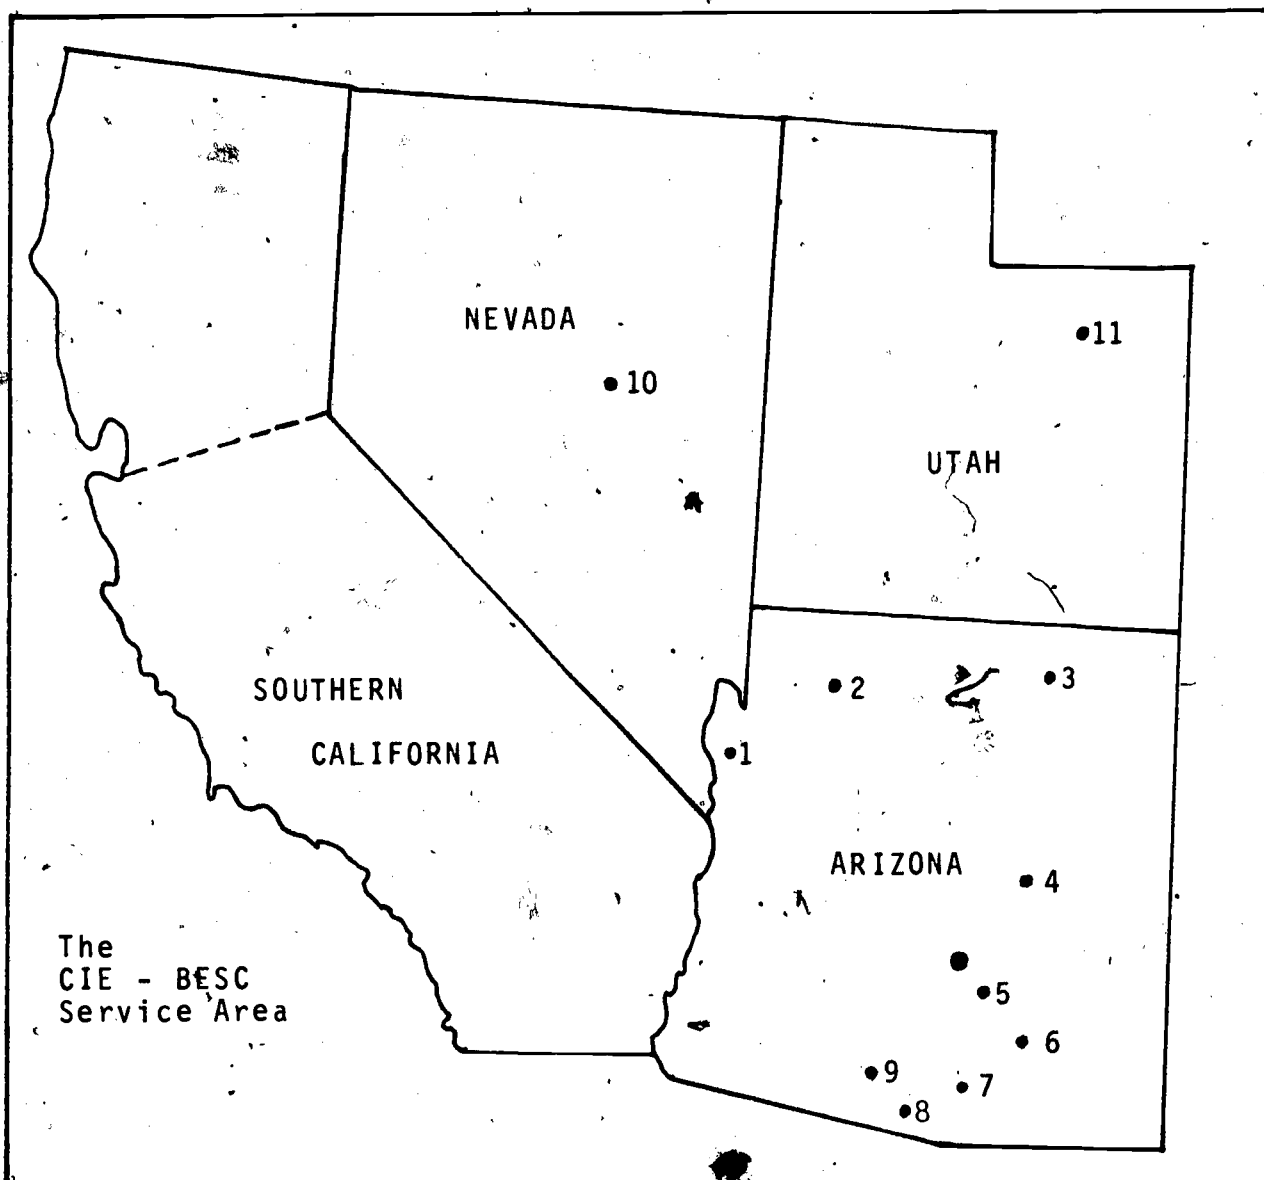 NEVADA
10
11
UTAH
SOUTHERN
CALIFORNIA
2
3
1
ARIZONA
4
5
6
9
7
8
The
CIE - BESC
Service Area